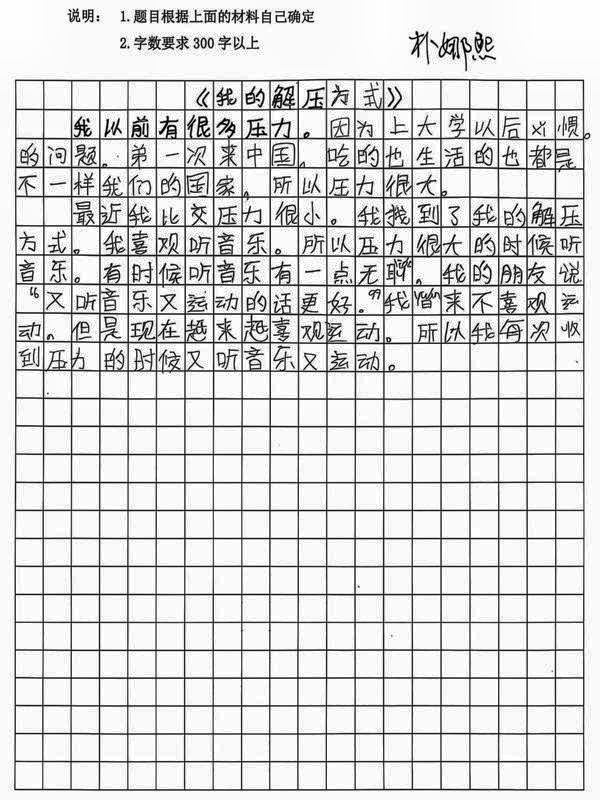 说明： 1.题目根据上面的材料自己确定
2.字数要求300字以上
朴娜熙
《我的解压方式》
我以前有很多压力。因为上大学以后习惯。
的问题。第一次来中国，吃的也生活的也都是
不一样我们的国家，所以压力很大。
最近我比交压力很小。我找到了我的解压
方式。我喜观听音乐。所以压力很大的时候听
音乐。有时候听音乐有一点无聊。我的朋友说
“又听音乐又运动的话更好。”我来不喜观运
动。但是现在越来越喜观运动。所以我每次收
到压力的时候又听音乐又运动。